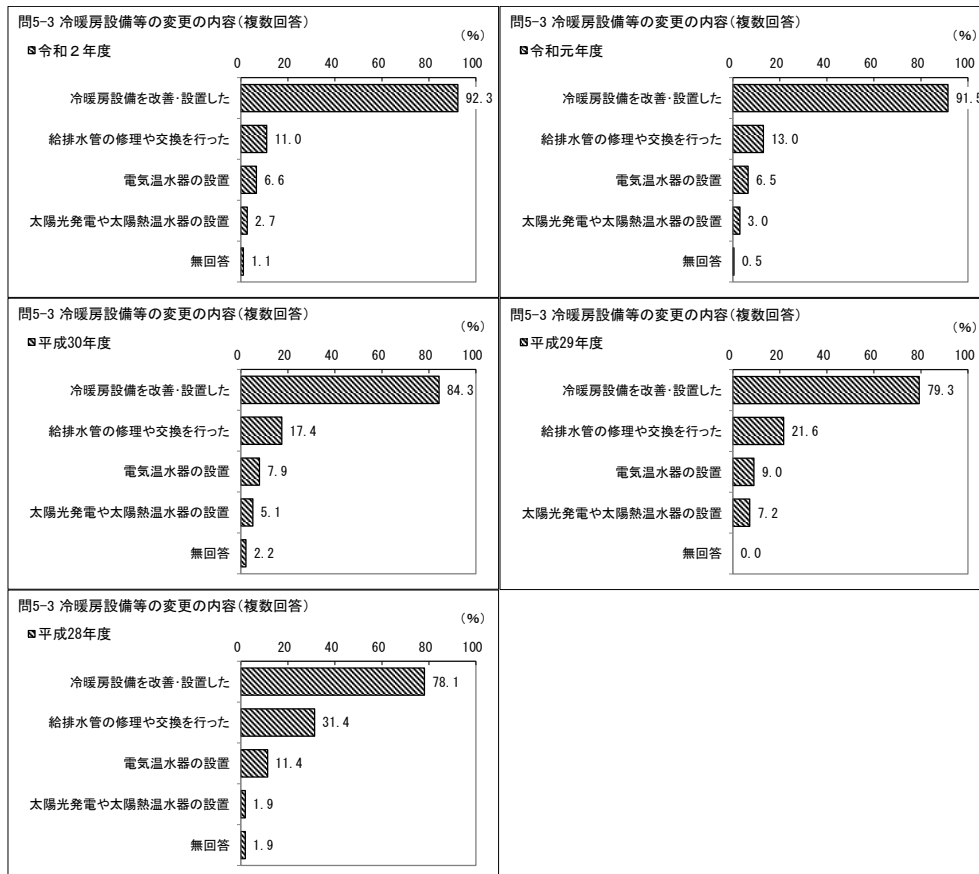 問5-3 冷暖房設備等の変更の内容(複数回答)
(%)
令和２年度
0 20 40 60 80 100
冷暖房設備を改善・設置した 92.3
給排水管の修理や交換を行った 11.0
電気温水器の設置 6.6
太陽光発電や太陽熱温水器の設置 2.7
無回答 1.1
問5-3 冷暖房設備等の変更の内容(複数回答)
(%)
令和元年度
0 20 40 60 80 100
冷暖房設備を改善・設置した 91.5
給排水管の修理や交換を行った 13.0
電気温水器の設置 6.5
太陽光発電や太陽熱温水器の設置 3.0
無回答 0.5
問5-3 冷暖房設備等の変更の内容(複数回答)
(%)
平成30年度
0 20 40 60 80 100
冷暖房設備を改善・設置した 84.3
給排水管の修理や交換を行った 17.4
電気温水器の設置 7.9
太陽光発電や太陽熱温水器の設置 5.1
無回答 2.2
問5-3 冷暖房設備等の変更の内容(複数回答)
(%)
平成29年度
0 20 40 60 80 100
冷暖房設備を改善・設置した 79.3
給排水管の修理や交換を行った 21.6
電気温水器の設置 9.0
太陽光発電や太陽熱温水器の設置 7.2
無回答 0.0
問5-3 冷暖房設備等の変更の内容(複数回答)
(%)
平成28年度
0 20 40 60 80 100
冷暖房設備を改善・設置した 78.1
給排水管の修理や交換を行った 31.4
電気温水器の設置 11.4
太陽光発電や太陽熱温水器の設置 1.9
無回答 1.9